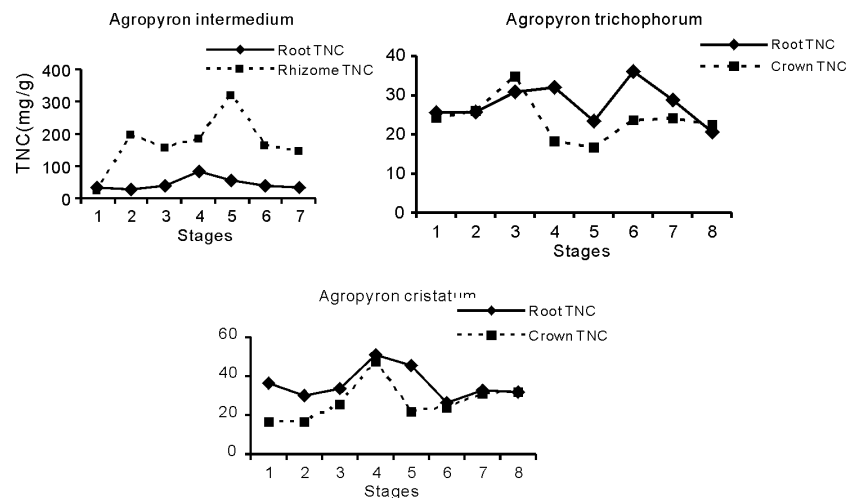 Agropyron intermedium
Root TNC
Rhizome TNC
TNC(mg/g)
400
300
200
100
0
1 2 3 4 5 6 7
Stages
Agropyron trichophorum
Root TNC
Crown TNC
40
30
20
10
0
1 2 3 4 5 6 7 8
Stages
Agropyron cristatum
Root TNC
Crown TNC
60
40
20
0
1 2 3 4 5 6 7 8
Stages